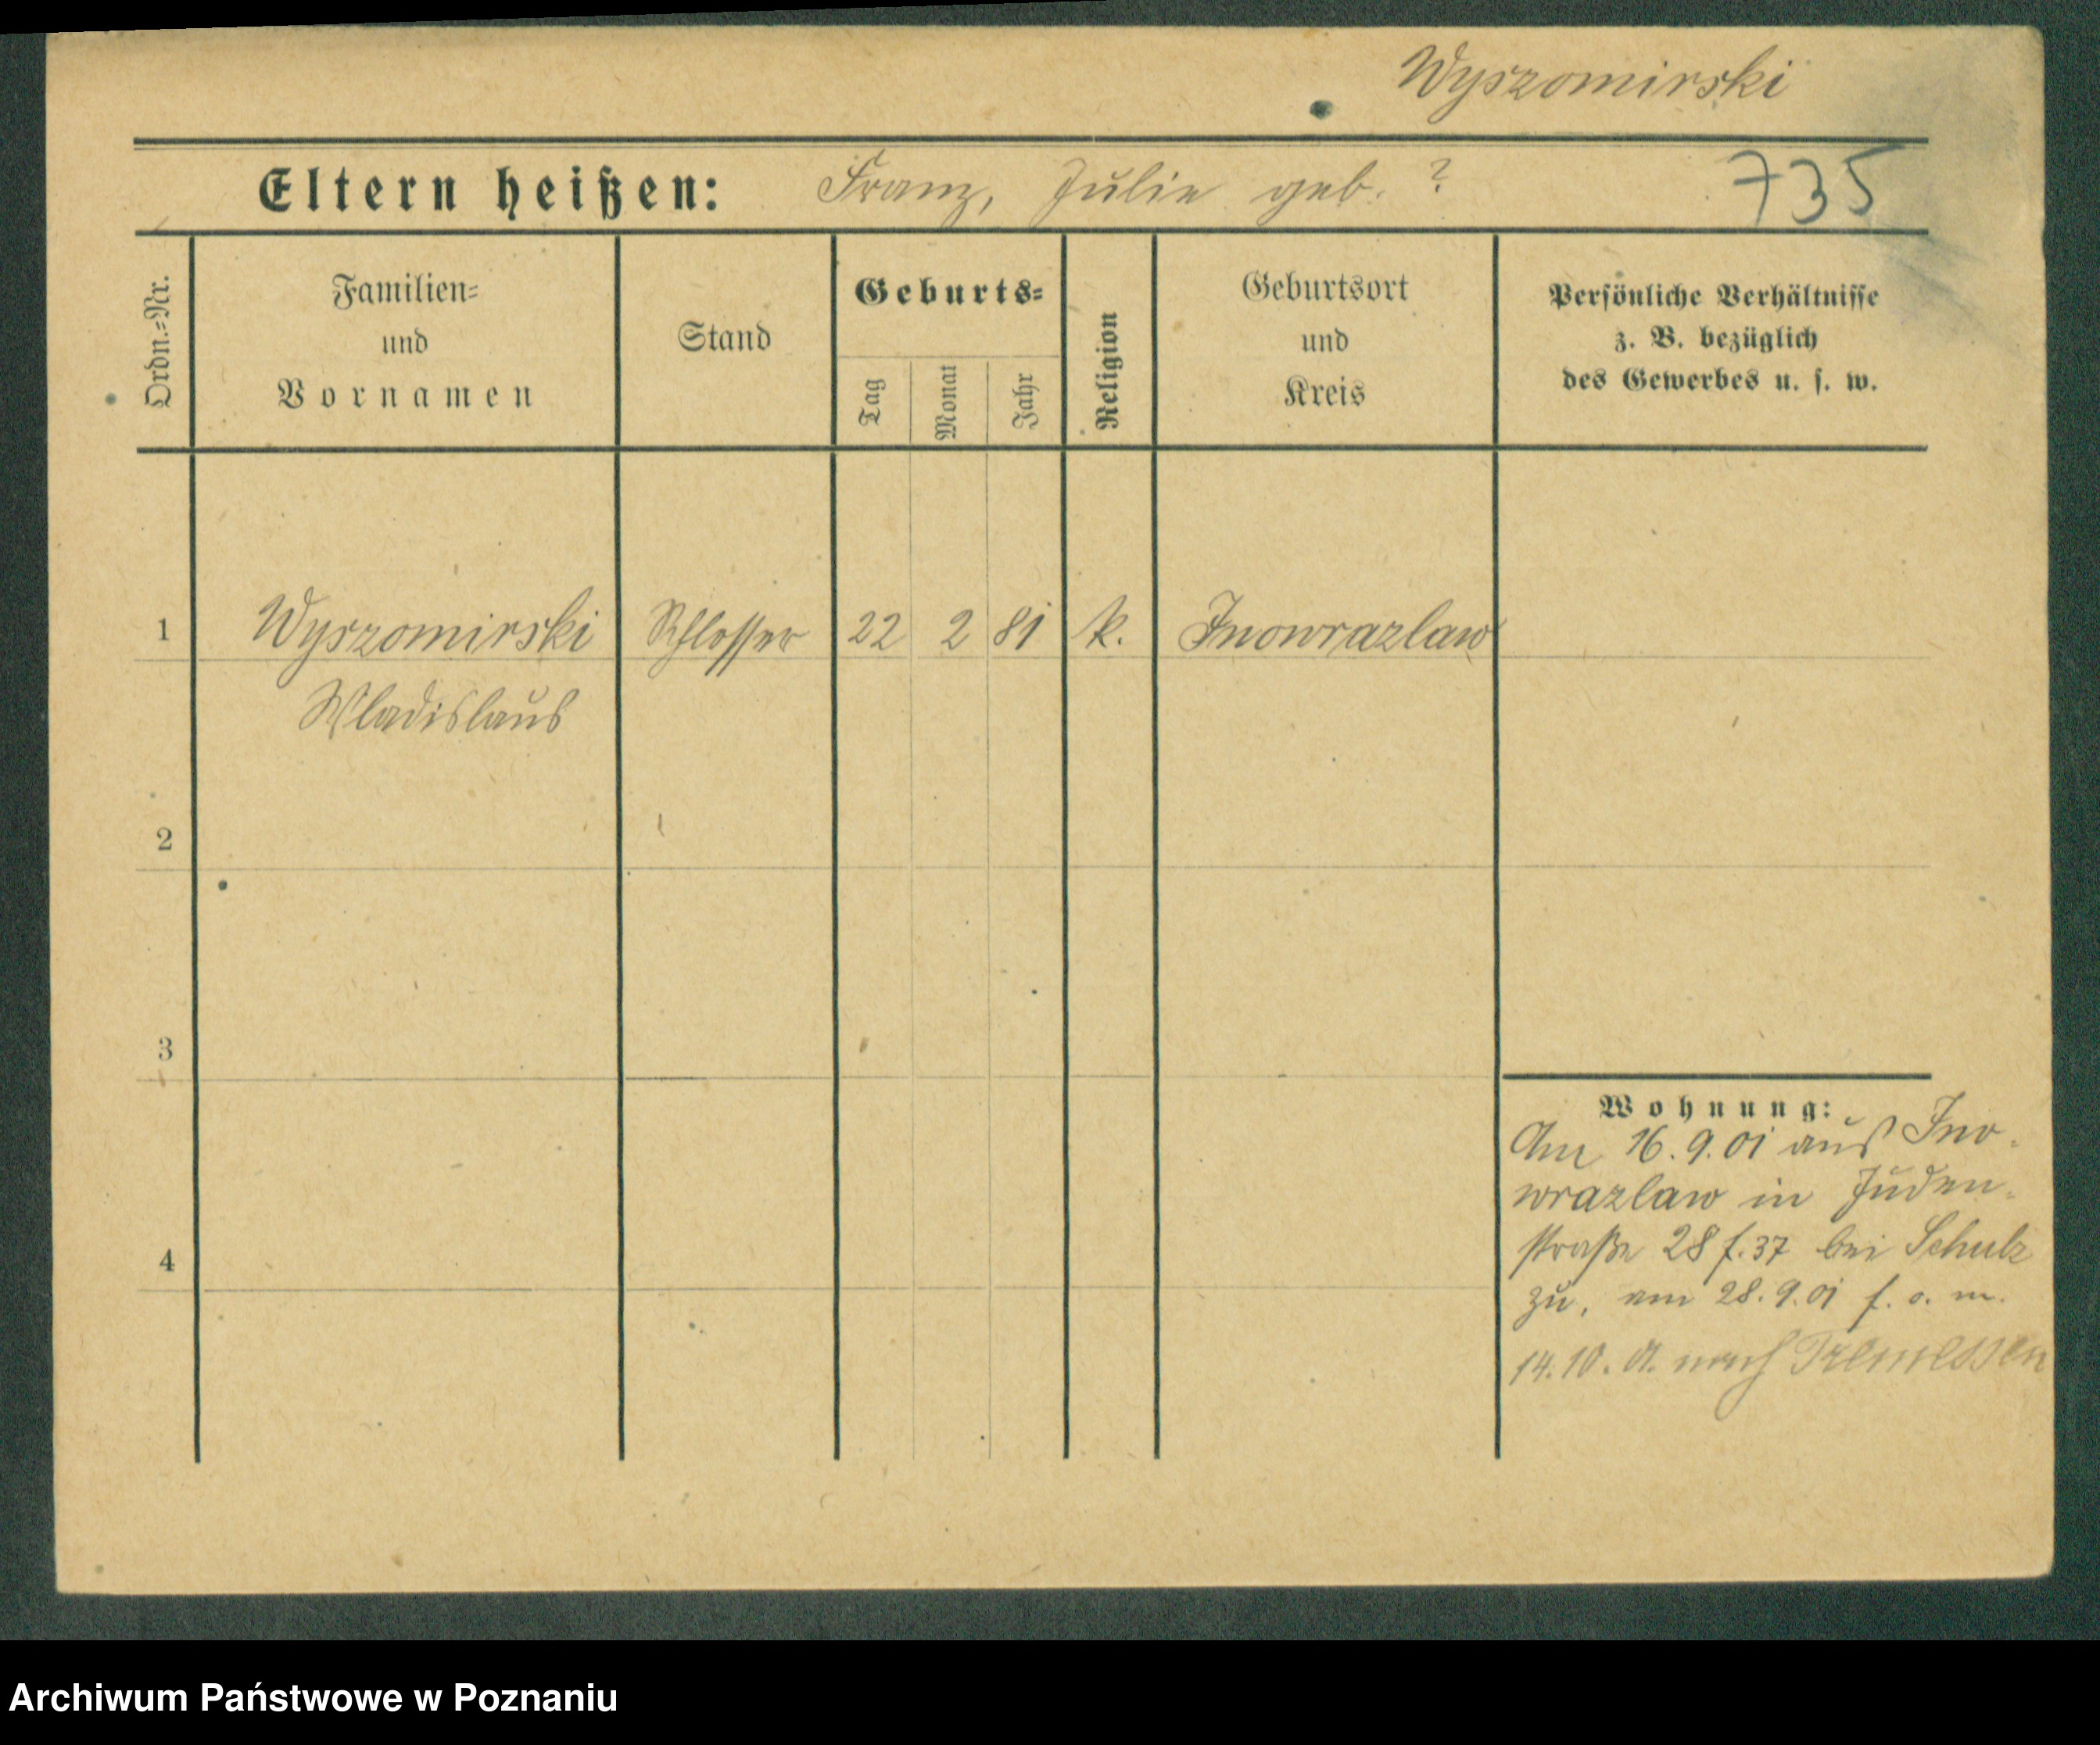 Wyszomirski
Eltern heißen: Franz, Julie geb. ?
735
Ordn.=Nr.
Familien=
und
Vornamen
Stand
Geburts=
Tag
Monat
Jahr
Religion
Geburtsort
und
Kreis
Persönliche Verhältnisse
z. B. bezüglich
des Gewerbes u. s. w.
1 Wyszomirski Schlosser 22 2 81 k. Inowrazlaw
Wladislaus
2
3
4
Wohnung:
Am 16. 9. 01 aus Ino-
wrazlaw in Juden-
straße 28 f. 37 bei Schulz
zu, am 28. 9. 01 f. o. m.
14. 10. 01. nach Tremessen
Archiwum Państwowe w Poznaniu